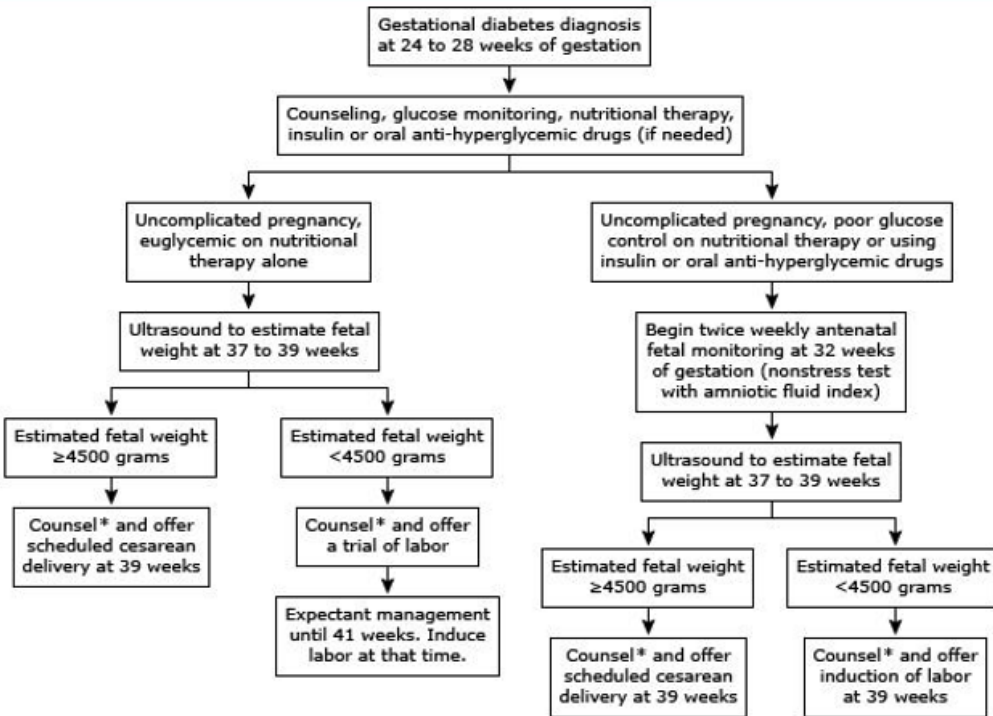 Gestational diabetes diagnosis
at 24 to 28 weeks of gestation
Counseling, glucose monitoring, nutritional therapy,
insulin or oral anti-hyperglycemic drugs (if needed)
Uncomplicated pregnancy,
euglycemic on nutritional
therapy alone
Ultrasound to estimate fetal
weight at 37 to 39 weeks
Estimated fetal weight
≥4500 grams
Counsel* and offer
scheduled cesarean
delivery at 39 weeks
Estimated fetal weight
<4500 grams
Counsel* and offer
a trial of labor
Expectant management
until 41 weeks. Induce
labor at that time.
Uncomplicated pregnancy, poor glucose
control on nutritional therapy or using
insulin or oral anti-hyperglycemic drugs
Begin twice weekly antenatal
fetal monitoring at 32 weeks
of gestation (nonstress test
with amniotic fluid index)
Ultrasound to estimate fetal
weight at 37 to 39 weeks
Estimated fetal weight
≥4500 grams
Counsel* and offer
scheduled cesarean
delivery at 39 weeks
Estimated fetal weight
<4500 grams
Counsel* and offer
induction of labor
at 39 weeks